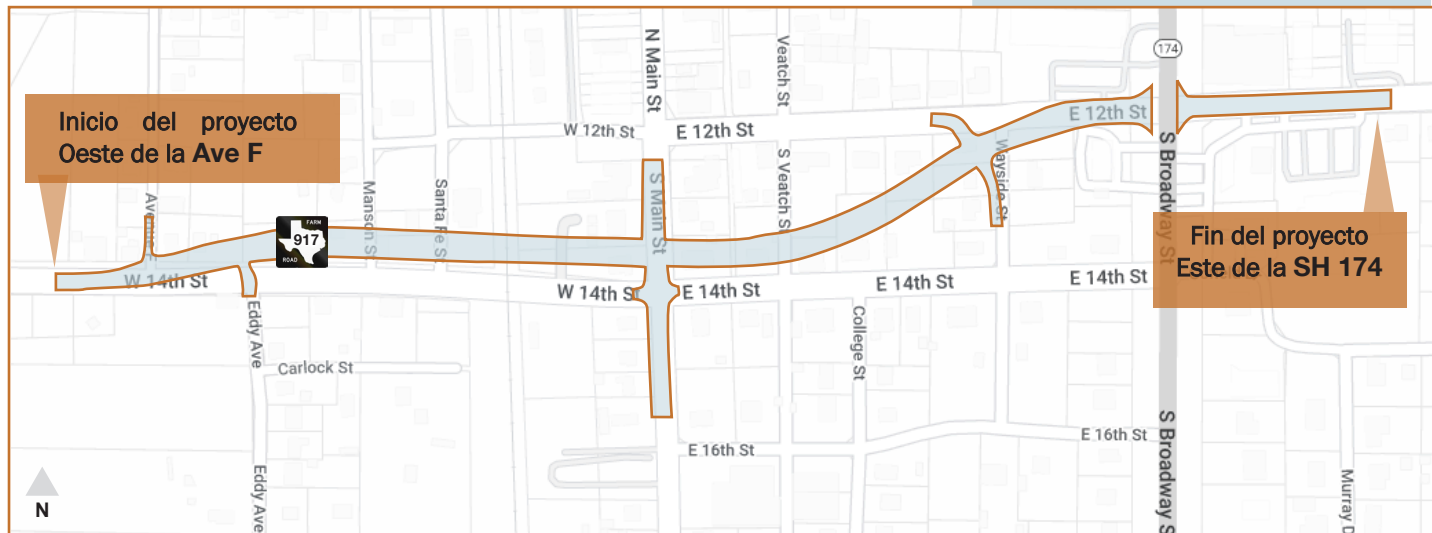 Inicio del proyecto
Oeste de la Ave F
Fin del proyecto
Este de la SH 174
174
FARM
917
ROAD
N Main St
S Main St
Veatch St
S Veatch St
W 12th St
E 12th St
E 12th St
Wayside St
S Broadway St
S Broadway S
Manson St
Santa Fe St
W 14th St
W 14th St
E 14th St
E 14th St
E 14th St
Eddy Ave
Eddy Ave
Carlock St
College St
E 16th St
E 16th St
Murray D
N